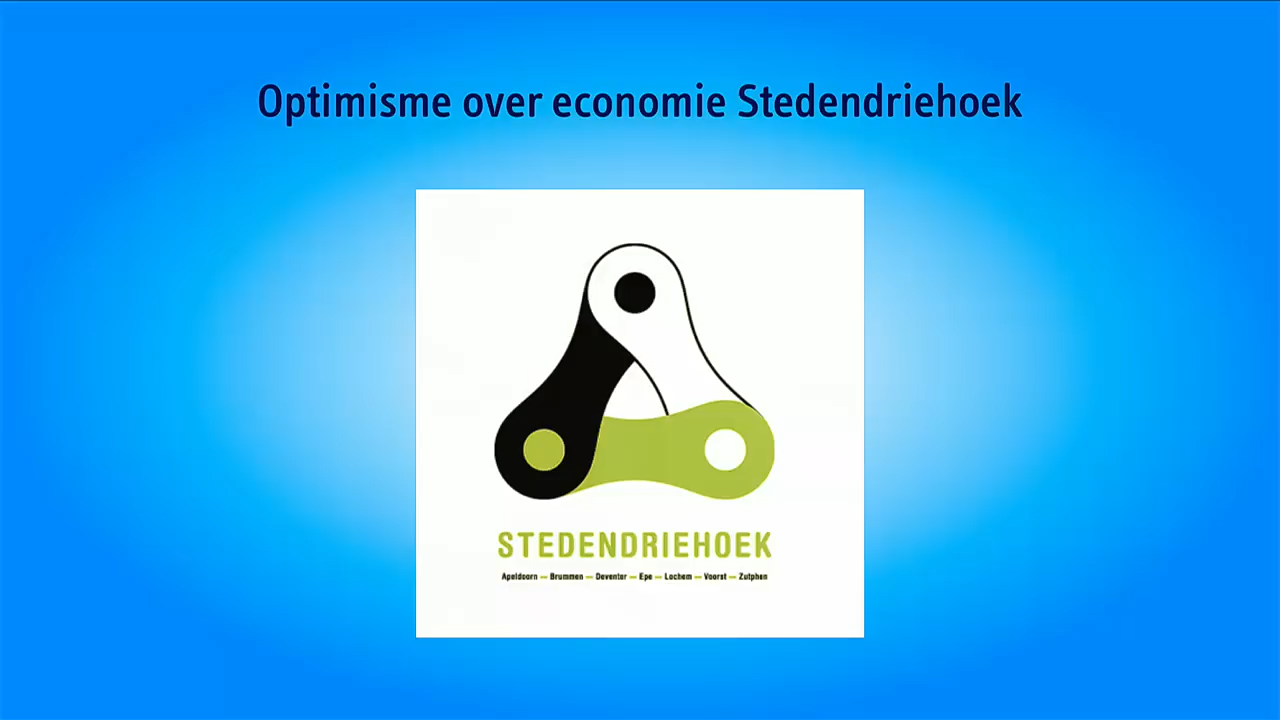 Optimisme over economie Stedendriehoek
STEDENDRIEHOEK
Apeldoorn — Brummen — Deventer — Epe — Lochem — Voorst — Zutphen